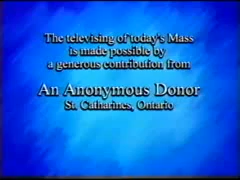 The televising of today's Mass
is made possible by
a generous contribution from
An Anonymous Donor
St. Catharines, Ontario